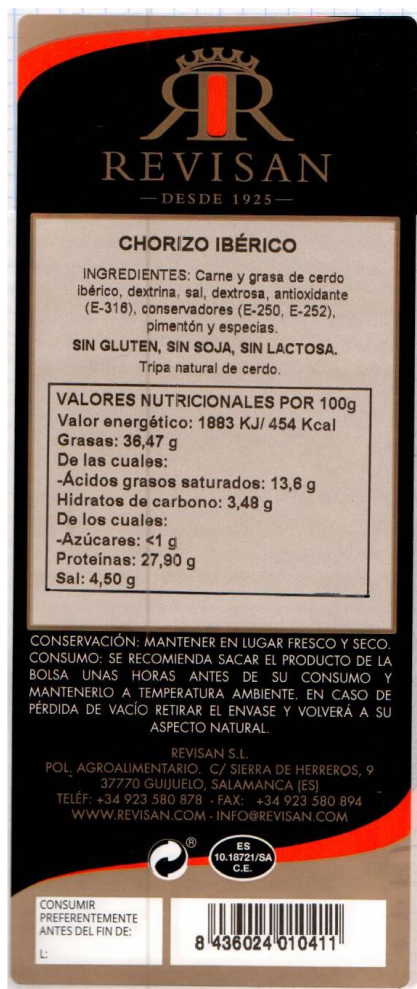 RR
REVISAN
—DESDE 1925—
CHORIZO IBÉRICO
INGREDIENTES: Carne y grasa de cerdo
ibérico, dextrina, sal, dextrosa, antioxidante
(E-316), conservadores (E-250, E-252),
pimentón y especias.
SIN GLUTEN, SIN SOJA, SIN LACTOSA.
Tripa natural de cerdo.
VALORES NUTRICIONALES POR 100g
Valor energético: 1883 KJ/ 454 Kcal
Grasas: 36,47 g
De las cuales:
-Ácidos grasos saturados: 13,6 g
Hidratos de carbono: 3,48 g
De los cuales:
-Azúcares: <1 g
Proteínas: 27,90 g
Sal: 4,50 g
CONSERVACIÓN: MANTENER EN LUGAR FRESCO Y SECO.
CONSUMO: SE RECOMIENDA SACAR EL PRODUCTO DE LA
BOLSA UNAS HORAS ANTES DE SU CONSUMO Y
MANTENERLO A TEMPERATURA AMBIENTE. EN CASO DE
PÉRDIDA DE VACÍO RETIRAR EL ENVASE Y VOLVERÁ A SU
ASPECTO NATURAL.
REVISAN S.L.
POL. AGROALIMENTARIO. C/ SIERRA DE HERREROS, 9
37770 GUIJUELO, SALAMANCA (ES)
TELÉF: +34 923 580 878 - FAX: +34 923 580 894
WWW.REVISAN.COM - INFO@REVISAN.COM
®
ES
10.18721/SA
C.E.
CONSUMIR
PREFERENTEMENTE
ANTES DEL FIN DE:
L:
8 436024 010411